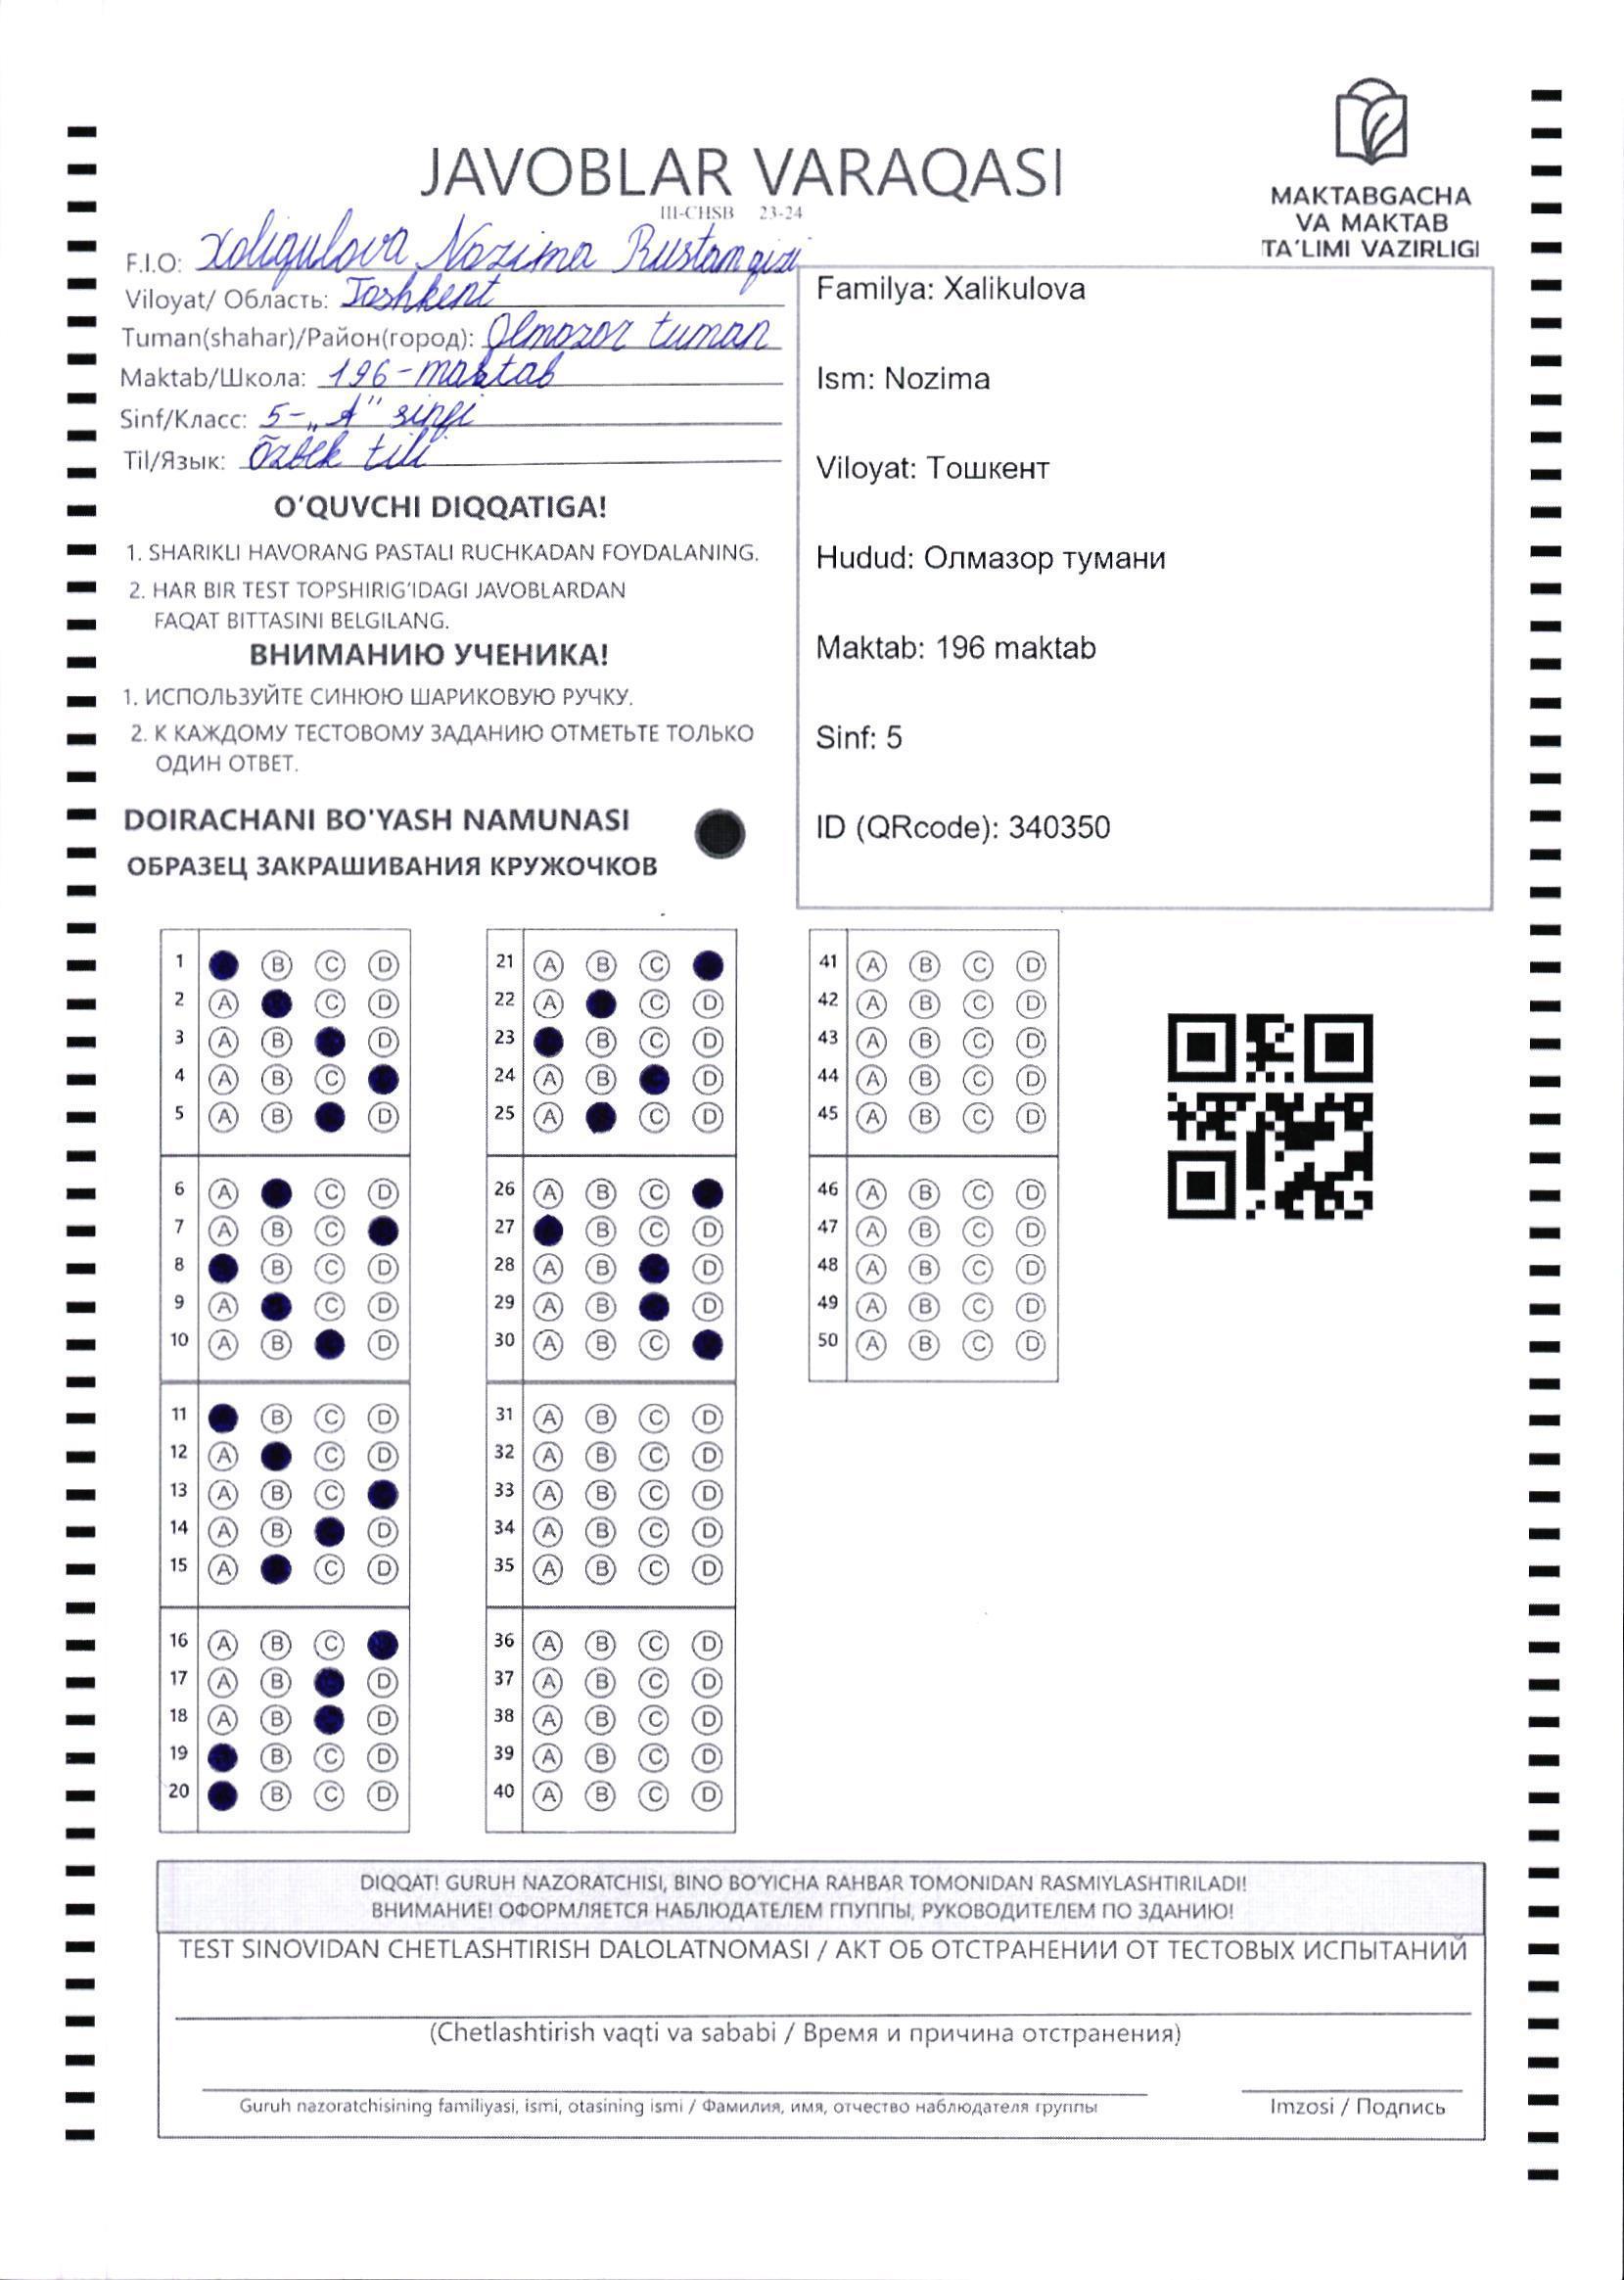 JAVOBLAR VARAQASI
III-CHSB 23-24
MAKTABGACHA
VA MAKTAB
TA'LIMI VAZIRLIGI
F.I.O: Xoliqulova Nozima Rustam qizi
Viloyat/ Область: Toshkent
Tuman(shahar)/Район(город): Olmozor tuman
Maktab/Школа: 196-maktab
Sinf/Класс: 5-„A" sinfi
Til/Язык: Õzbek tili
Familya: Xalikulova
Ism: Nozima
Viloyat: Тошкент
Hudud: Олмазор тумани
Maktab: 196 maktab
Sinf: 5
ID (QRcode): 340350
O'QUVCHI DIQQATIGA!
1. SHARIKLI HAVORANG PASTALI RUCHKADAN FOYDALANING.
2. HAR BIR TEST TOPSHIRIG'IDAGI JAVOBLARDAN
FAQAT BITTASINI BELGILANG.
ВНИМАНИЮ УЧЕНИКА!
1. ИСПОЛЬЗУЙТЕ СИНЮЮ ШАРИКОВУЮ РУЧКУ.
2. К КАЖДОМУ ТЕСТОВОМУ ЗАДАНИЮ ОТМЕТЬТЕ ТОЛЬКО
ОДИН ОТВЕТ.
DOIRACHANI BO'YASH NAMUNASI
ОБРАЗЕЦ ЗАКРАШИВАНИЯ КРУЖОЧКОВ
1 B C D
2 A C D
3 A B D
4 A B C
5 A B D
6 A C D
7 A B C
8 B C D
9 A C D
10 A B D
11 B C D
12 A C D
13 A B C
14 A B D
15 A C D
16 A B C
17 A B D
18 A B D
19 B C D
20 B C D
21 A B C
22 A C D
23 B C D
24 A B D
25 A C D
26 A B C
27 B C D
28 A B D
29 A B D
30 A B C
31 A B C D
32 A B C D
33 A B C D
34 A B C D
35 A B C D
36 A B C D
37 A B C D
38 A B C D
39 A B C D
40 A B C D
41 A B C D
42 A B C D
43 A B C D
44 A B C D
45 A B C D
46 A B C D
47 A B C D
48 A B C D
49 A B C D
50 A B C D
DIQQAT! GURUH NAZORATCHISI, BINO BO'YICHA RAHBAR TOMONIDAN RASMIYLASHTIRILADI!
ВНИМАНИЕ! ОФОРМЛЯЕТСЯ НАБЛЮДАТЕЛЕМ ГПУППЫ, РУКОВОДИТЕЛЕМ ПО ЗДАНИЮ!
TEST SINOVIDAN CHETLASHTIRISH DALOLATNOMASI / АКТ ОБ ОТСТРАНЕНИИ ОТ ТЕСТОВЫХ ИСПЫТАНИЙ
(Chetlashtirish vaqti va sababi / Время и причина отстранения)
Guruh nazoratchisining familiyasi, ismi, otasining ismi / Фамилия, имя, отчество наблюдателя группы
Imzosi / Подпись